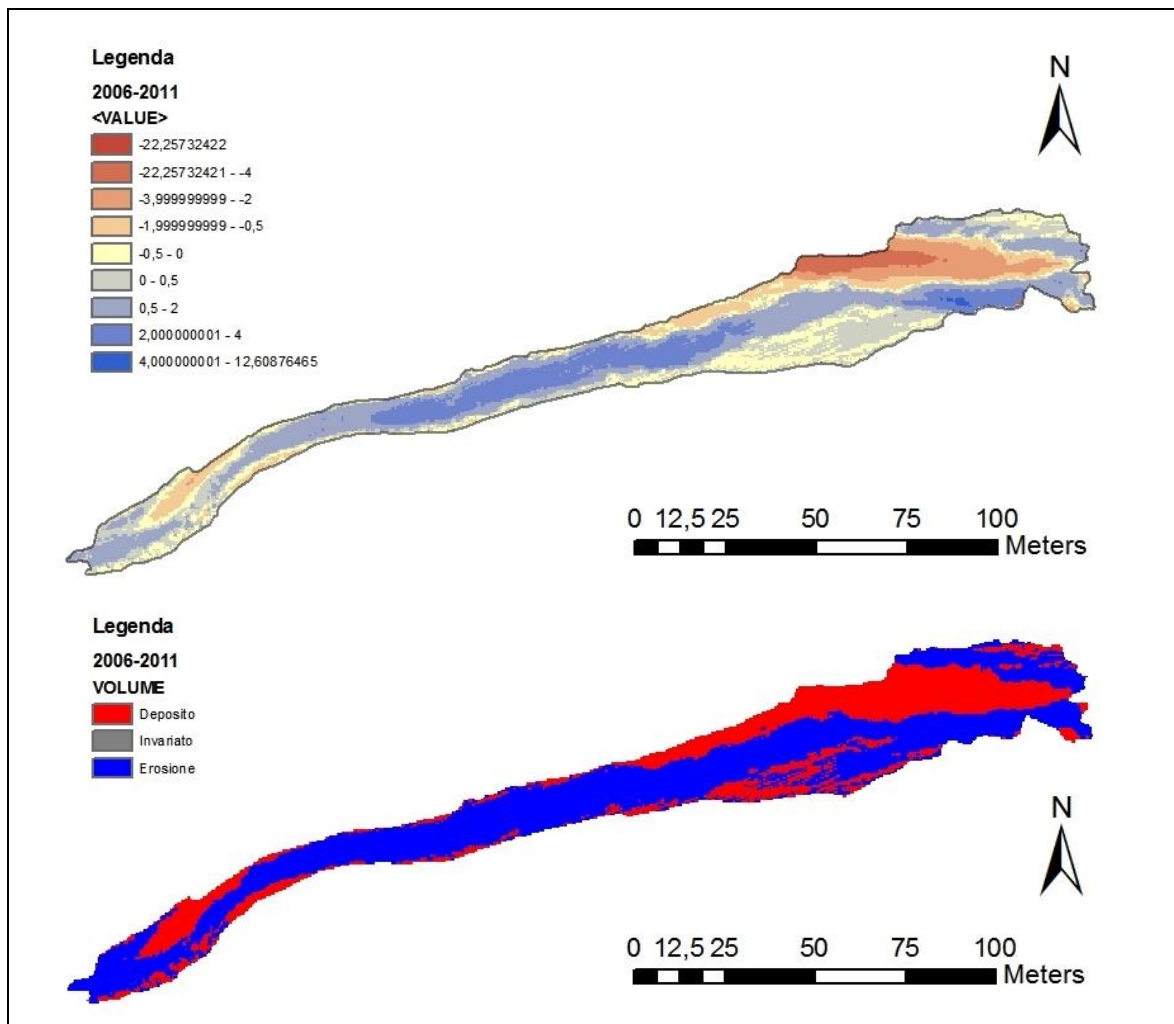 Legenda
2006-2011
<VALUE>
-22,25732422
-22,25732421 - -4
-3,999999999 - -2
-1,999999999 - -0,5
-0,5 - 0
0 - 0,5
0,5 - 2
2,000000001 - 4
4,000000001 - 12,60876465
N
0 12,5 25 50 75 100
Meters
Legenda
2006-2011
VOLUME
Deposito
Invariato
Erosione
N
0 12,5 25 50 75 100
Meters